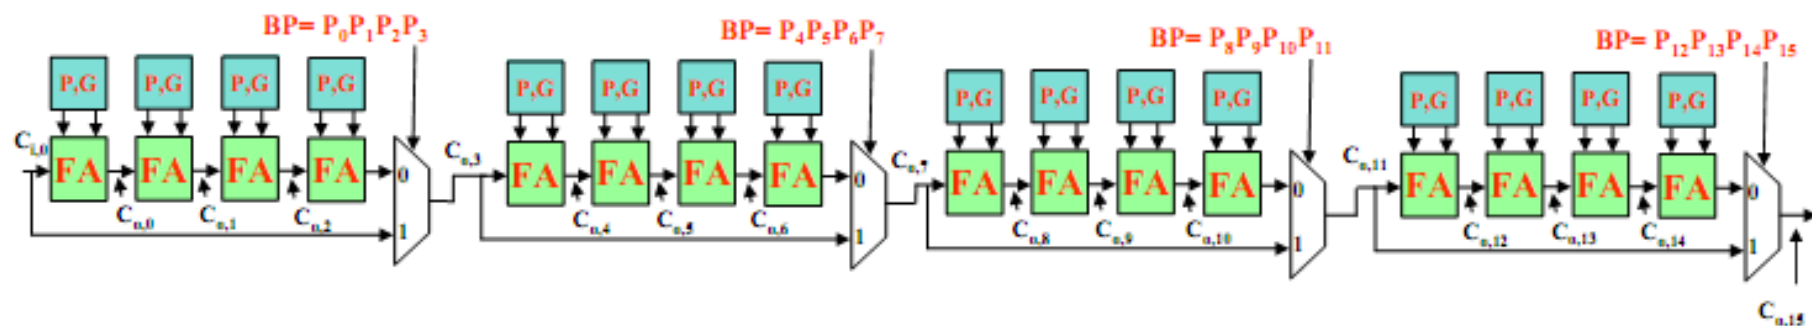 BP= P0P1P2P3
BP= P4P5P6P7
BP= P8P9P10P11
BP= P12P13P14P15
P,G P,G P,G P,G P,G P,G P,G P,G P,G P,G P,G P,G P,G P,G P,G P,G
Ci,0 Co,3 Co,7 Co,11
FA FA FA FA 0 FA FA FA FA 0 FA FA FA FA 0 FA FA FA FA 0
Co,0 Co,1 Co,2 1 Co,4 Co,5 Co,6 1 Co,8 Co,9 Co,10 1 Co,12 Co,13 Co,14 1
Co,15